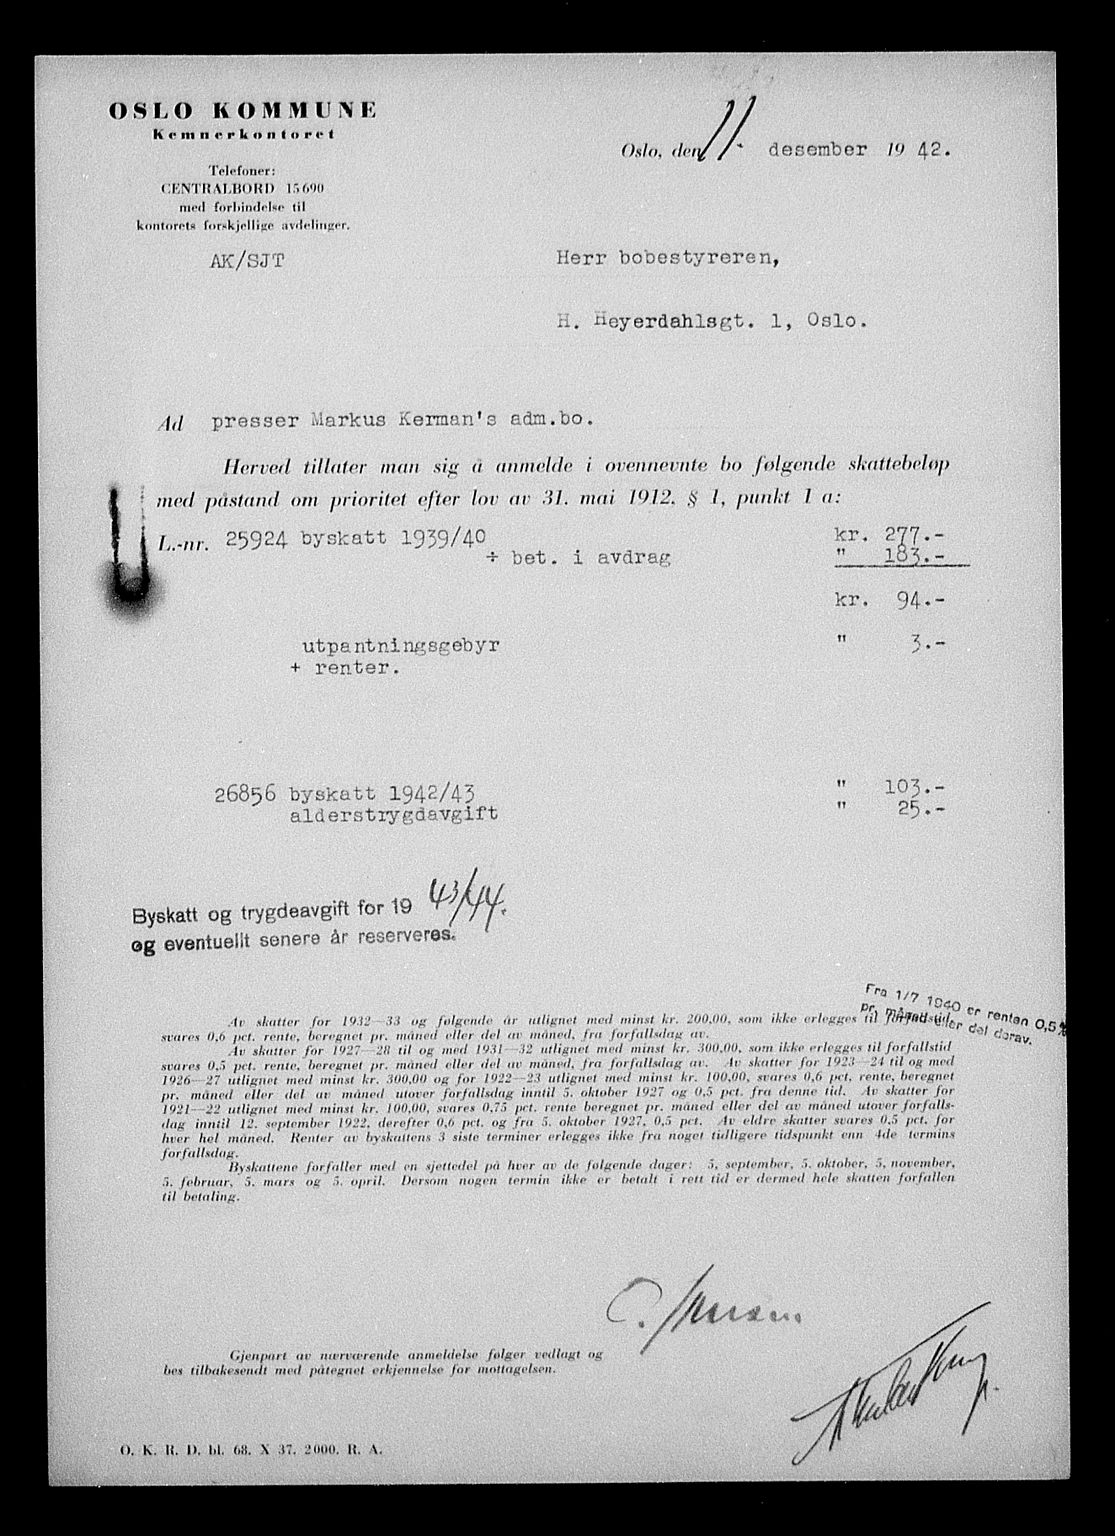 OSLO KOMMUNE
Kemnerkontoret
Telefoner:
CENTRALBORD 15690
med forbindelse til
kontorets forskjellige avdelinger.
Oslo, den 11. desember 19 42.
AK/SJT
Herr bobestyreren,
H. Heyerdahlsgt. 1, Oslo.
Ad presser Markus Kerman's adm.bo.
Herved tillater man sig å anmelde i ovennevnte bo følgende skattebeløp
med påstand om prioritet efter lov av 31. mai 1912, § 1, punkt 1 a:
L.-nr. 25924 byskatt 1939/40 kr. 277.-
÷ bet. i avdrag " 183.-
kr. 94.-
utpantningsgebyr " 3.-
+ renter.
26856 byskatt 1942/43 " 103.-
alderstrygdavgift " 25.-
Byskatt og trygdeavgift for 19 43/44.
og eventuellt senere år reserveres.
Fra 1/7 1940 er renten 0,5%
pr. måned eller del derav.
Av skatter for 1932—33 og følgende år utlignet med minst kr. 200,00, som ikke erlegges til forfallstid,
svares 0,6 pct. rente, beregnet pr. måned eller del av måned, fra forfallsdag av.
Av skatter for 1927—28 til og med 1931—32 utlignet med minst kr. 300,00, som ikke erlegges til forfallstid
svares 0,5 pct. rente, beregnet pr. måned eller del av måned, fra forfallsdag av. Av skatter for 1923—24 til og med
1926—27 utlignet med minst kr. 300,00 og for 1922—23 utlignet med minst kr. 100,00, svares 0,6 pct. rente, beregnet
pr. måned eller del av måned utover forfallsdag inntil 5. oktober 1927 og 0,5 pct. fra denne tid. Av skatter for
1921—22 utlignet med minst kr. 100,00, svares 0,75 pct. rente beregnet pr. måned eller del av måned utover forfalls-
dag inntil 12. september 1922, derefter 0,6 pct. og fra 5. oktober 1927, 0,5 pct. Av eldre skatter svares 0,5 pct. for
hver hel måned. Renter av byskattens 3 siste terminer erlegges ikke fra noget tidligere tidspunkt enn 4de termins
forfallsdag.
Byskattene forfaller med en sjettedel på hver av de følgende dager: 5. september, 5. oktober, 5. november,
5. februar, 5. mars og 5. april. Dersom nogen termin ikke er betalt i rett tid er dermed hele skatten forfallen
til betaling.
Gjenpart av nærværende anmeldelse følger vedlagt og
bes tilbakesendt med påtegnet erkjennelse for mottagelsen.
O. K. R. D. bl. 68. X 37. 2000. R. A.